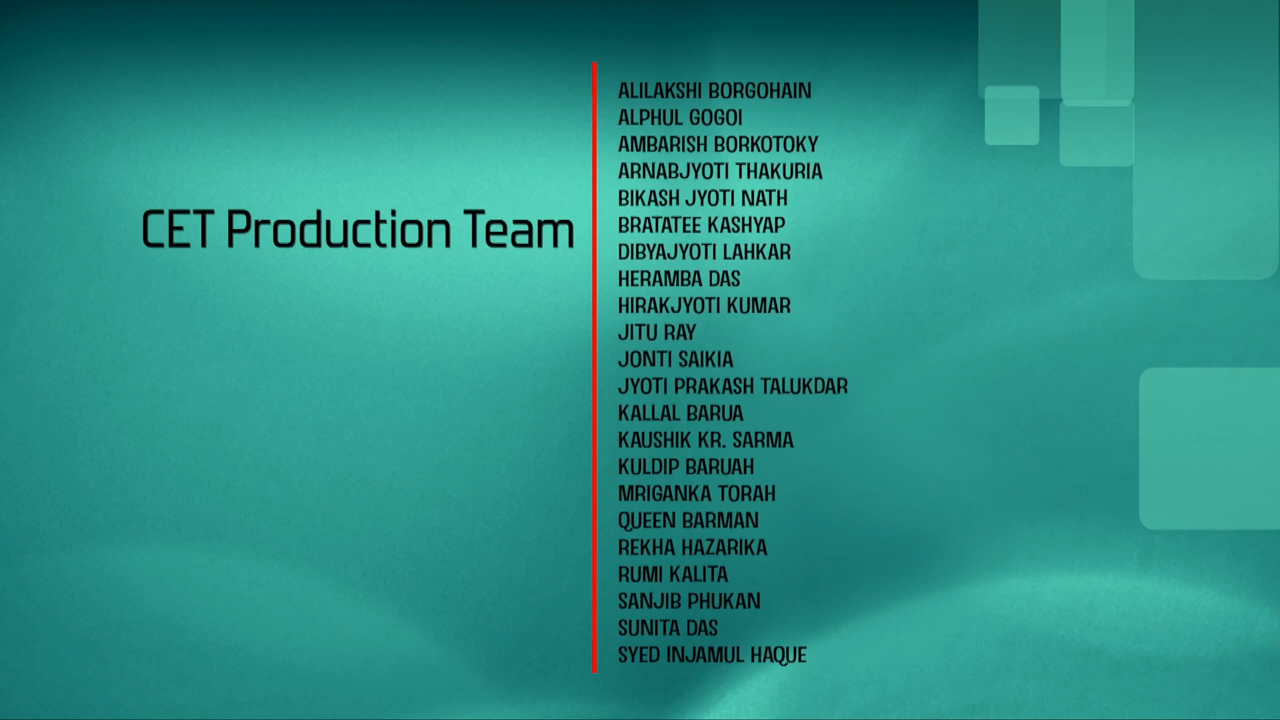 CET Production Team
ALILAKSHI BORGOHAIN
ALPHUL GOGOI
AMBARISH BORKOTOKY
ARNABJYOTI THAKURIA
BIKASH JYOTI NATH
BRATATEE KASHYAP
DIBYAJYOTI LAHKAR
HERAMBA DAS
HIRAKJYOTI KUMAR
JITU RAY
JONTI SAIKIA
JYOTI PRAKASH TALUKDAR
KALLAL BARUA
KAUSHIK KR. SARMA
KULDIP BARUAH
MRIGANKA TORAH
QUEEN BARMAN
REKHA HAZARIKA
RUMI KALITA
SANJIB PHUKAN
SUNITA DAS
SYED INJAMUL HAQUE